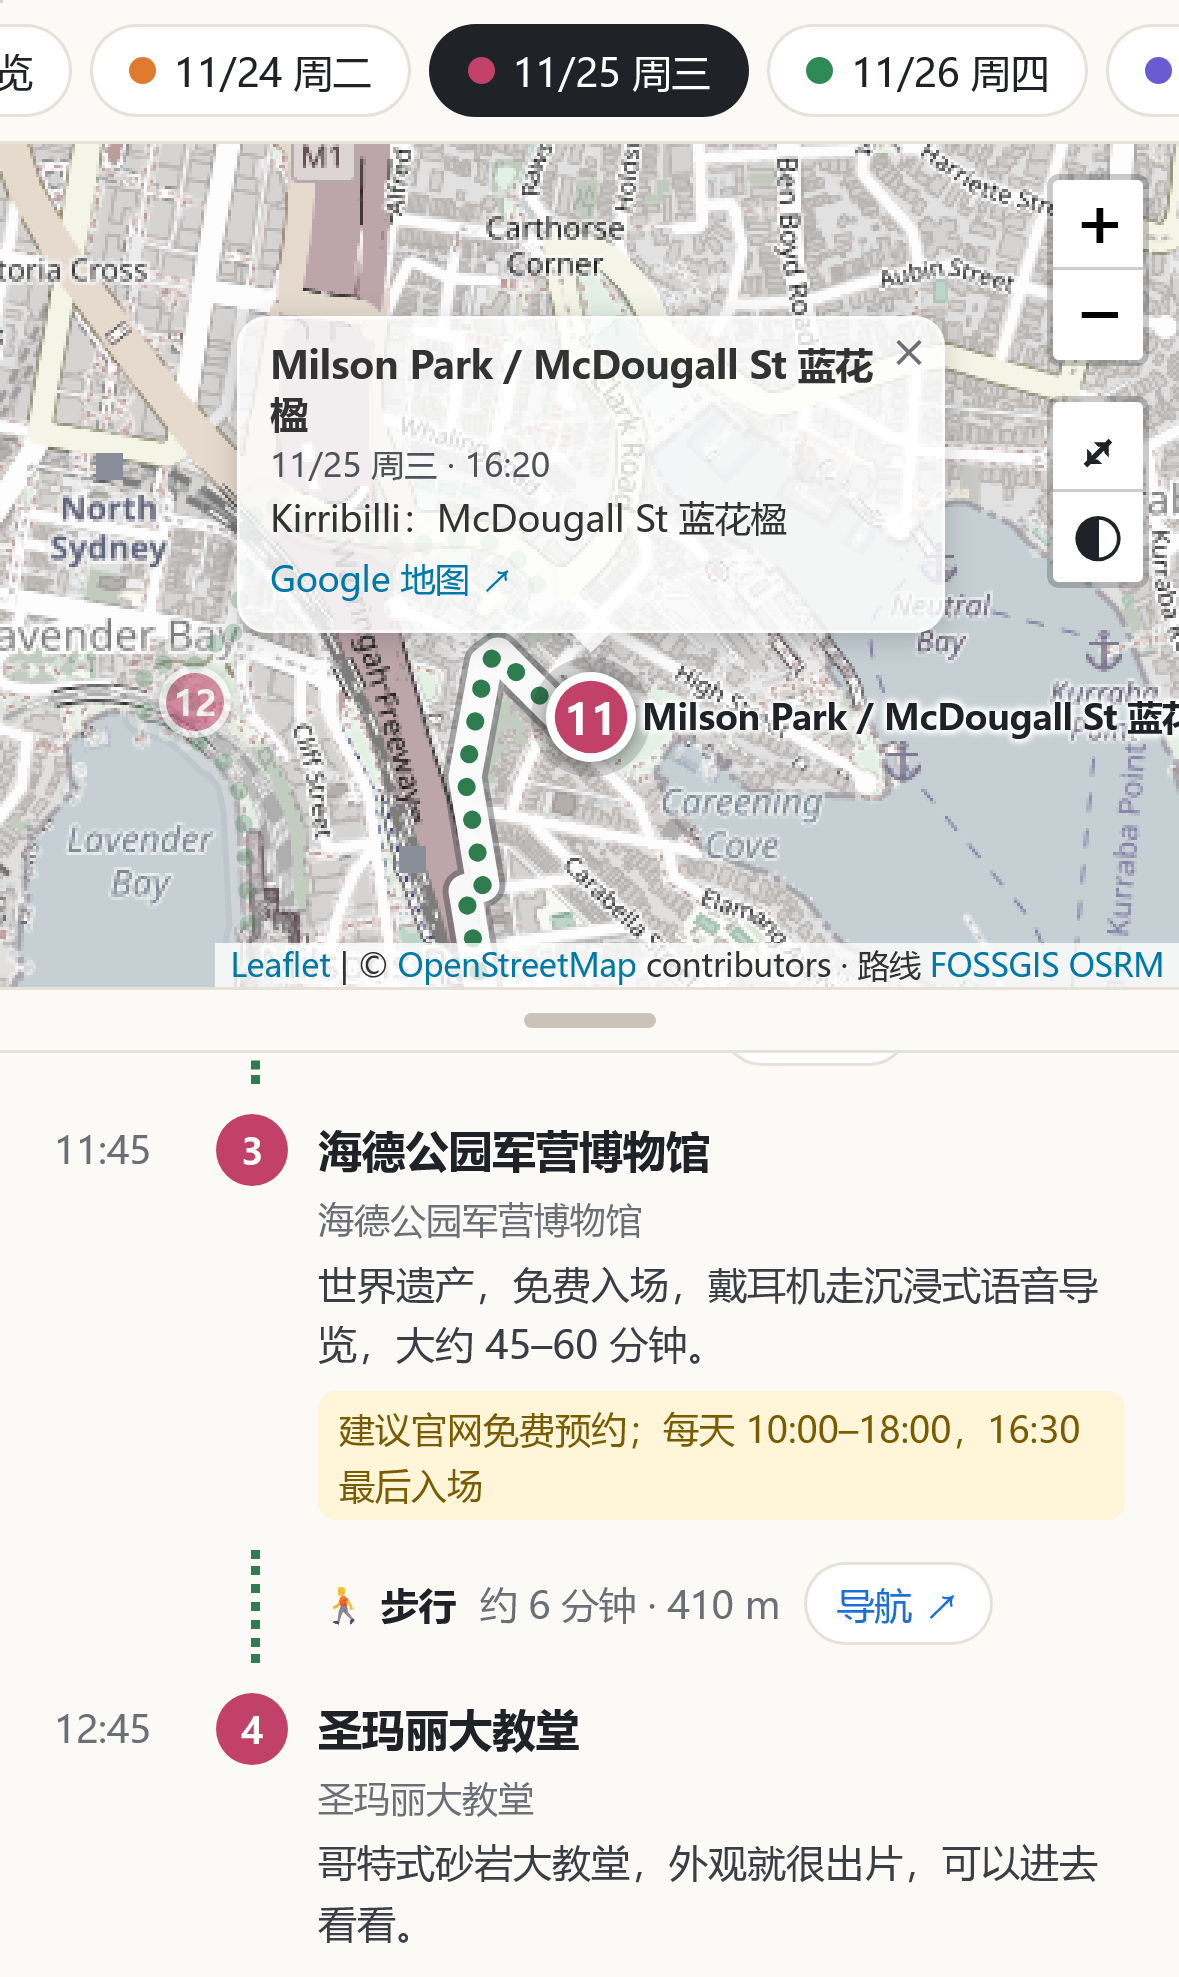 览
11/24 周二
11/25 周三
11/26 周四
M1
Alfred
Holds
Ben Boyd Road
Harriette Str
Carthorse
Corner
toria Cross
Aubin Street
+
−
Milson Park / McDougall St 蓝花
楹
11/25 周三 · 16:20
Kirribilli：McDougall St 蓝花楹
Google 地图 ↗
×
North
Sydney
Neutral
Bay
avender Bay
12
11
Milson Park / McDougall St 蓝花
High S
Kurraba
Kurraba Point
gah Freeway
Cliff Street
Careening
Cove
Lavender
Bay
Carabella S
Elamang
Leaflet | © OpenStreetMap contributors · 路线 FOSSGIS OSRM
11:45
3
海德公园军营博物馆
海德公园军营博物馆
世界遗产，免费入场，戴耳机走沉浸式语音导
览，大约 45–60 分钟。
建议官网免费预约；每天 10:00–18:00，16:30
最后入场
步行 约 6 分钟 · 410 m 导航 ↗
12:45
4
圣玛丽大教堂
圣玛丽大教堂
哥特式砂岩大教堂，外观就很出片，可以进去
看看。